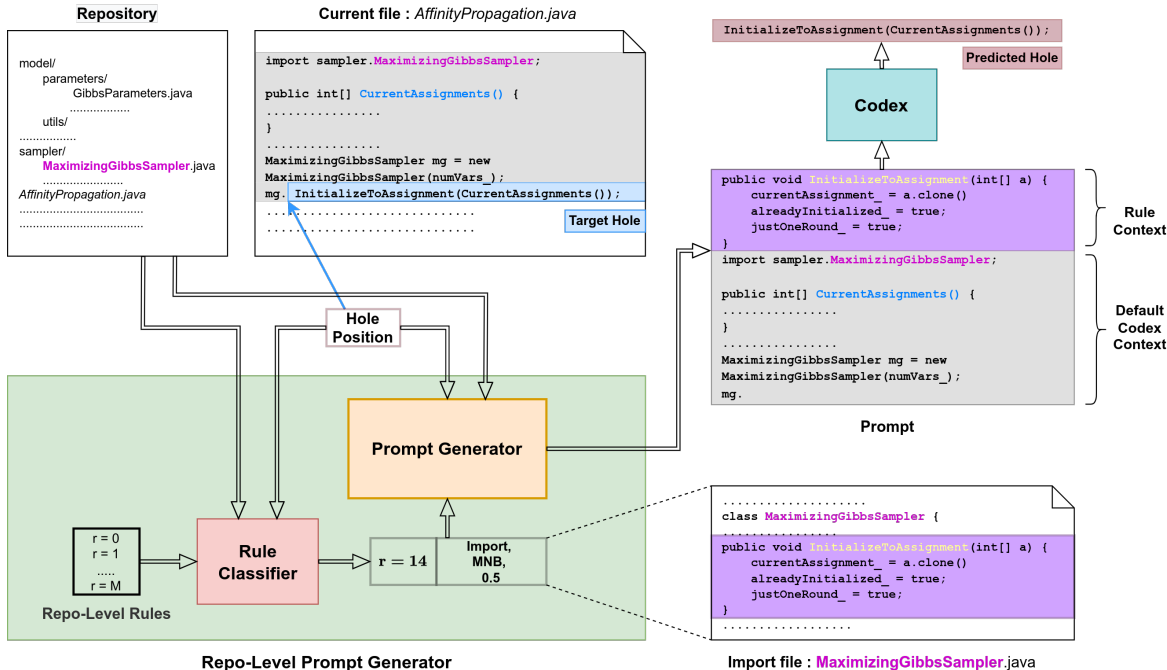 Repository
model/
parameters/
GibbsParameters.java
..................
utils/
.................
sampler/
MaximizingGibbsSampler.java
........................
AffinityPropagation.java
.....................................
.....................................
Current file : AffinityPropagation.java
import sampler.MaximizingGibbsSampler;
public int[] CurrentAssignments() {
................
}
................
MaximizingGibbsSampler mg = new
MaximizingGibbsSampler(numVars_);
mg. InitializeToAssignment(CurrentAssignments());
.............................
.............................
Target Hole
Hole
Position
Prompt Generator
r = 0
r = 1
.....
r = M
Repo-Level Rules
Rule
Classifier
r = 14
Import,
MNB,
0.5
Repo-Level Prompt Generator
InitializeToAssignment(CurrentAssignments());
Predicted Hole
Codex
public void InitializeToAssignment(int[] a) {
currentAssignment_ = a.clone()
alreadyInitialized_ = true;
justOneRound_ = true;
}
import sampler.MaximizingGibbsSampler;
public int[] CurrentAssignments() {
................
}
................
MaximizingGibbsSampler mg = new
MaximizingGibbsSampler(numVars_);
mg.
Rule
Context
Default
Codex
Context
Prompt
....................
class MaximizingGibbsSampler {
................
public void InitializeToAssignment(int[] a) {
currentAssignment_ = a.clone()
alreadyInitialized_ = true;
justOneRound_ = true;
}
..................
Import file : MaximizingGibbsSampler.java